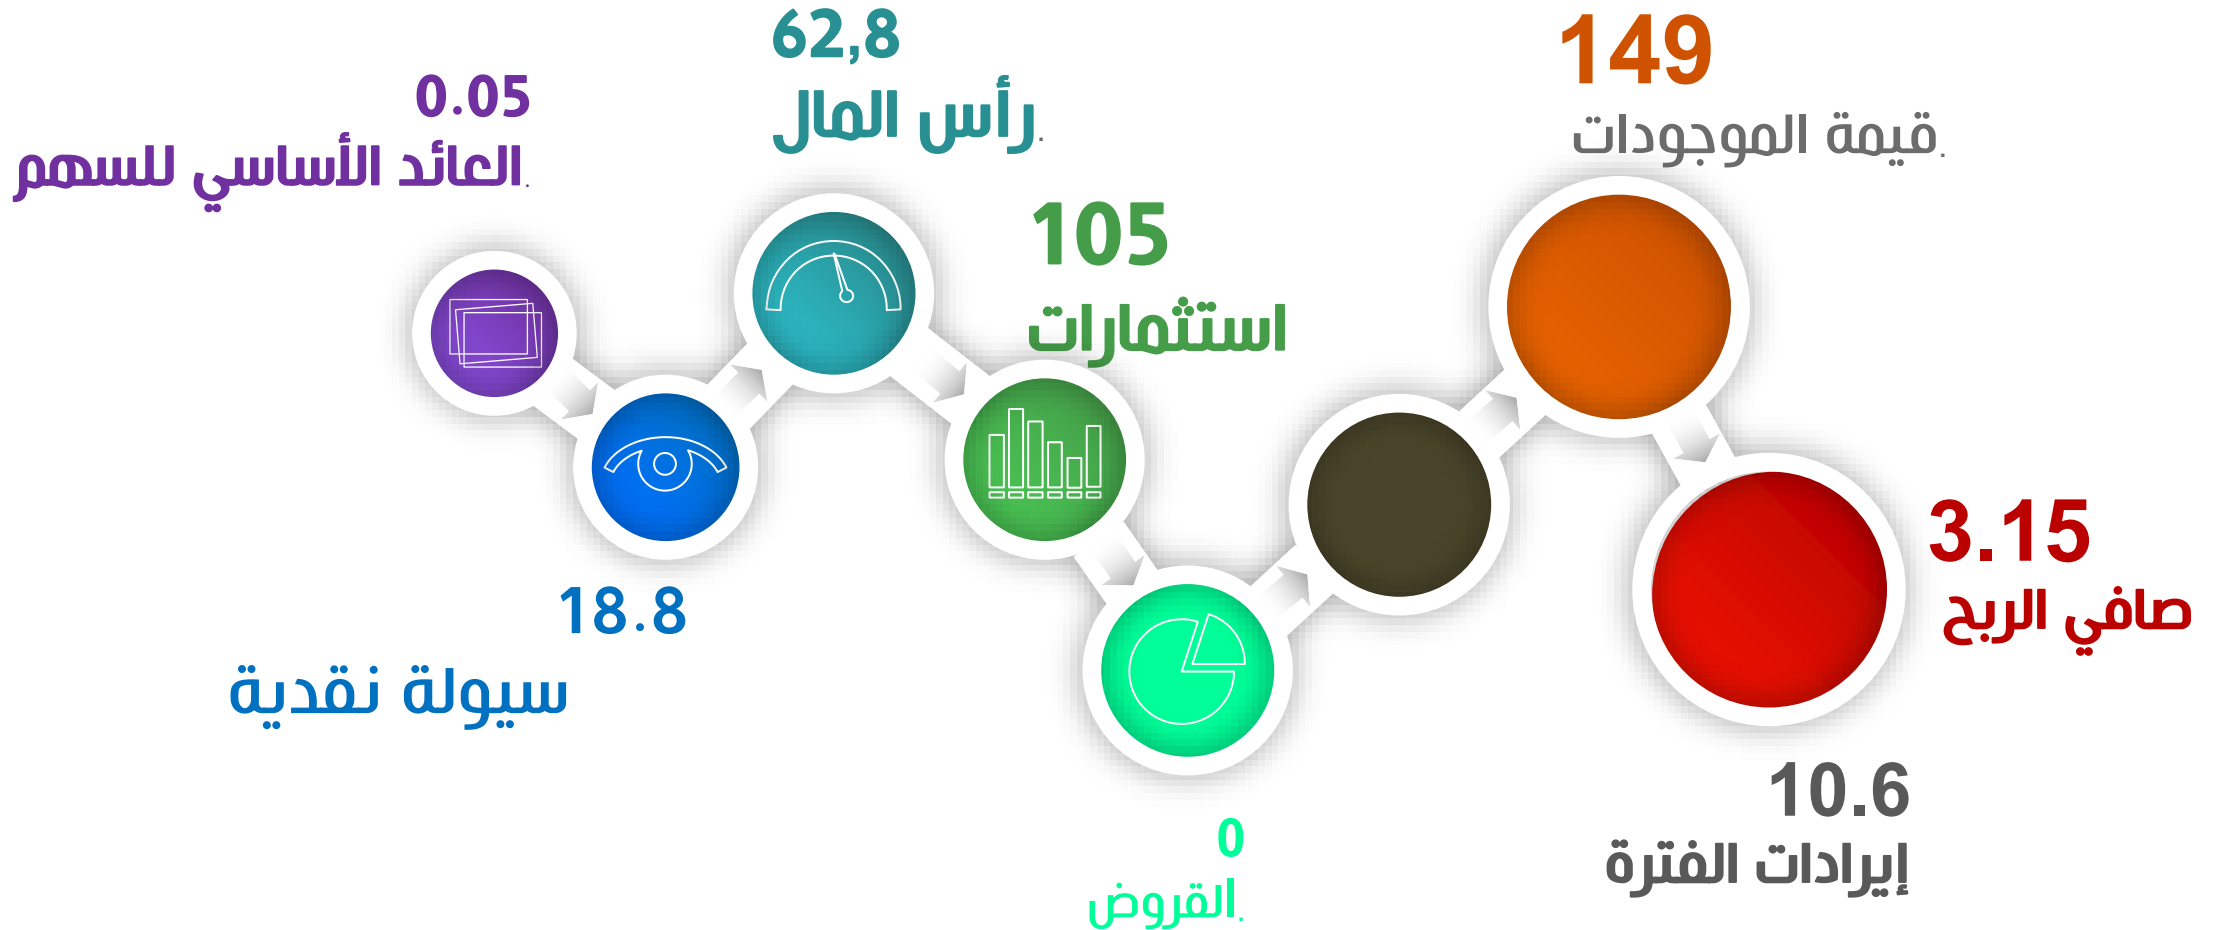 149
قيمة الموجودات.
62,8
رأس المال.
0.05
العائد الأساسي للسهم.
105
استثمارات
3.15
صافي الربح
18.8
سيولة نقدية
10.6
إيرادات الفترة
0
القروض.